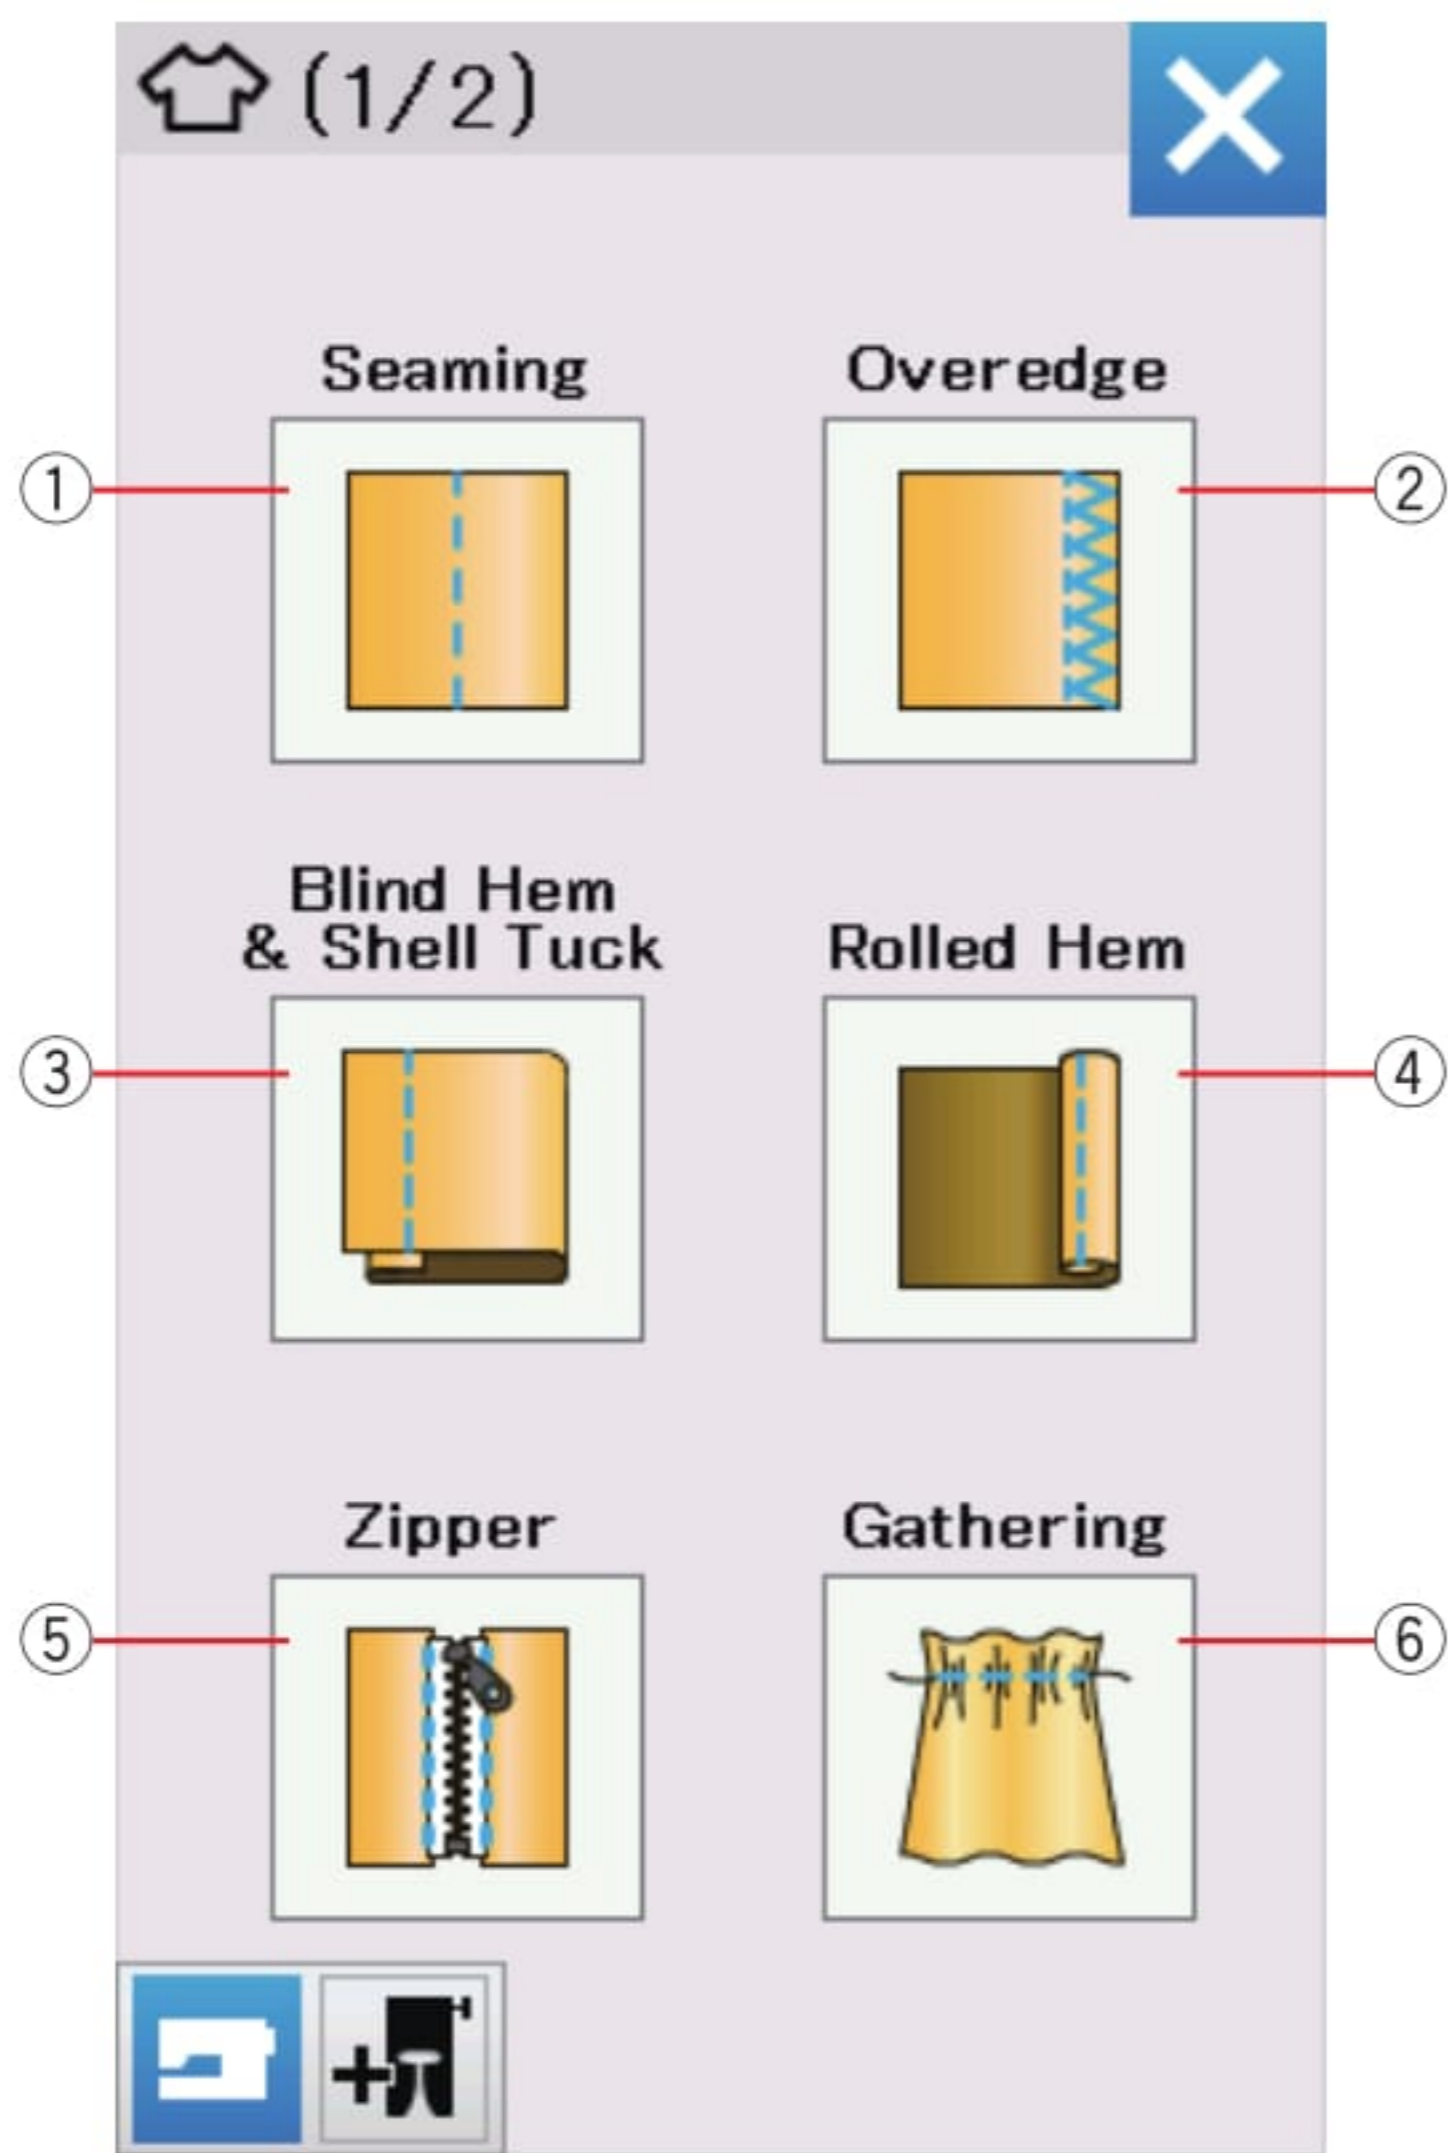 (1/2)
Seaming
Overedge
① ②
Blind Hem
& Shell Tuck
Rolled Hem
③ ④
Zipper
Gathering
⑤ ⑥